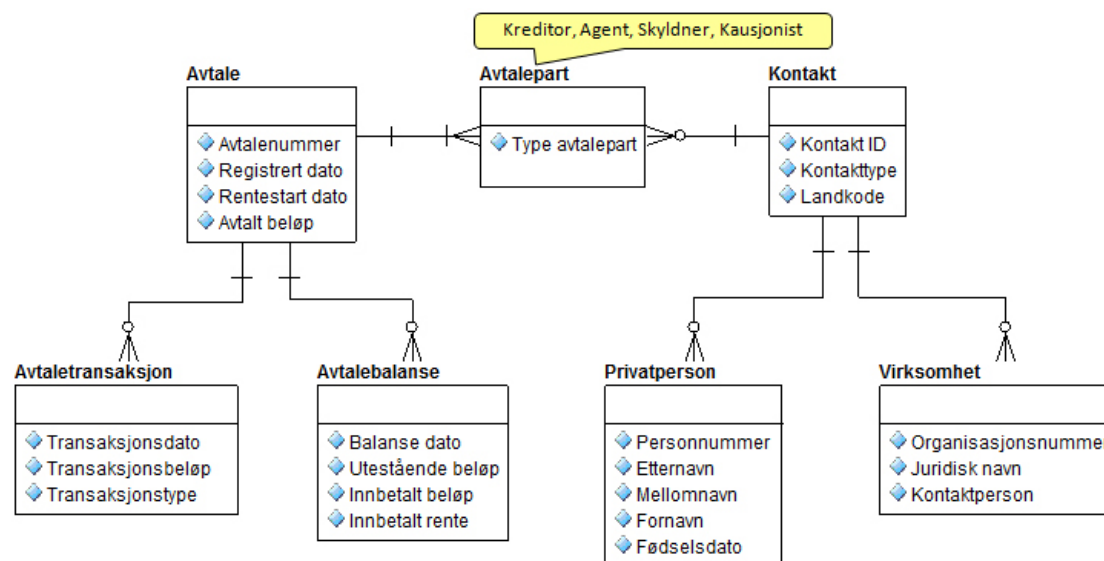 Kreditor, Agent, Skyldner, Kausjonist
Avtale
Avtalenummer
Registrert dato
Rentestart dato
Avtalt beløp
Avtalepart
Type avtalepart
Kontakt
Kontakt ID
Kontakttype
Landkode
Avtaletransaksjon
Transaksjonsdato
Transaksjonsbeløp
Transaksjonstype
Avtalebalanse
Balanse dato
Utestående beløp
Innbetalt beløp
Innbetalt rente
Privatperson
Personnummer
Etternavn
Mellomnavn
Fornavn
Fødselsdato
Virksomhet
Organisasjonsnummer
Juridisk navn
Kontaktperson